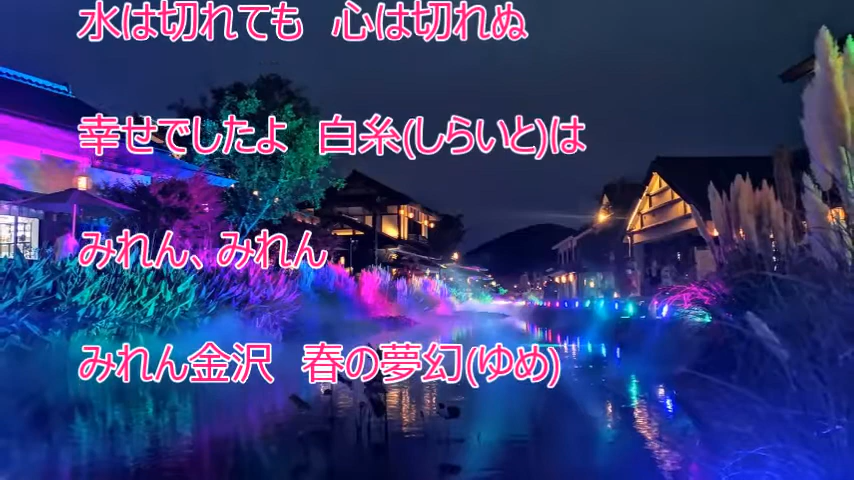 水は切れても　心は切れぬ
幸せでしたよ　白糸(しらいと)は
みれん、みれん
みれん金沢　春の夢幻(ゆめ)